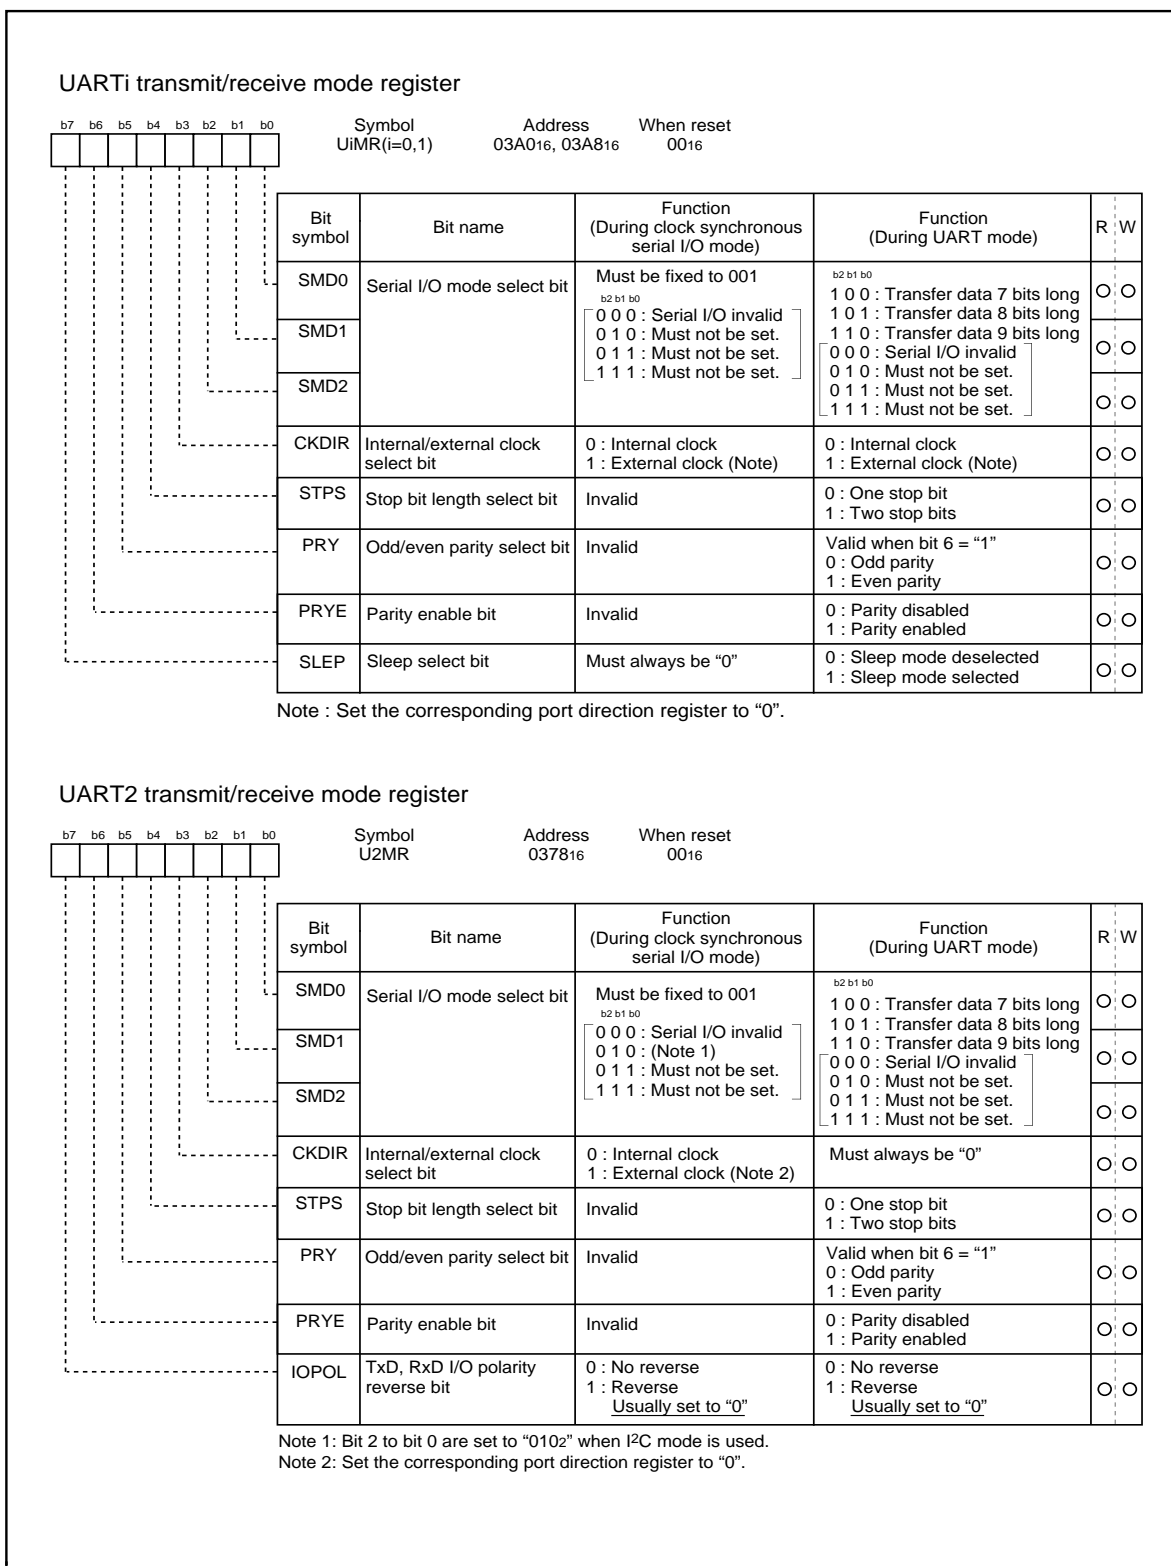 UARTi transmit/receive mode register
b7 b6 b5 b4 b3 b2 b1 b0
Symbol Address When reset
UiMR(i=0,1) 03A016, 03A816 0016
Bit symbol Bit name Function (During clock synchronous serial I/O mode) Function (During UART mode) R W
SMD0 Serial I/O mode select bit
SMD1
SMD2
Must be fixed to 001
b2 b1 b0
0 0 0 : Serial I/O invalid
0 1 0 : Must not be set.
0 1 1 : Must not be set.
1 1 1 : Must not be set.
b2 b1 b0
1 0 0 : Transfer data 7 bits long
1 0 1 : Transfer data 8 bits long
1 1 0 : Transfer data 9 bits long
0 0 0 : Serial I/O invalid
0 1 0 : Must not be set.
0 1 1 : Must not be set.
1 1 1 : Must not be set.
CKDIR Internal/external clock select bit
0 : Internal clock
1 : External clock (Note)
0 : Internal clock
1 : External clock (Note)
STPS Stop bit length select bit Invalid
0 : One stop bit
1 : Two stop bits
PRY Odd/even parity select bit Invalid
Valid when bit 6 = “1”
0 : Odd parity
1 : Even parity
PRYE Parity enable bit Invalid
0 : Parity disabled
1 : Parity enabled
SLEP Sleep select bit Must always be “0”
0 : Sleep mode deselected
1 : Sleep mode selected
Note : Set the corresponding port direction register to “0”.
UART2 transmit/receive mode register
b7 b6 b5 b4 b3 b2 b1 b0
Symbol Address When reset
U2MR 037816 0016
Bit symbol Bit name Function (During clock synchronous serial I/O mode) Function (During UART mode) R W
SMD0 Serial I/O mode select bit
SMD1
SMD2
Must be fixed to 001
b2 b1 b0
0 0 0 : Serial I/O invalid
0 1 0 : (Note 1)
0 1 1 : Must not be set.
1 1 1 : Must not be set.
b2 b1 b0
1 0 0 : Transfer data 7 bits long
1 0 1 : Transfer data 8 bits long
1 1 0 : Transfer data 9 bits long
0 0 0 : Serial I/O invalid
0 1 0 : Must not be set.
0 1 1 : Must not be set.
1 1 1 : Must not be set.
CKDIR Internal/external clock select bit
0 : Internal clock
1 : External clock (Note 2)
Must always be “0”
STPS Stop bit length select bit Invalid
0 : One stop bit
1 : Two stop bits
PRY Odd/even parity select bit Invalid
Valid when bit 6 = “1”
0 : Odd parity
1 : Even parity
PRYE Parity enable bit Invalid
0 : Parity disabled
1 : Parity enabled
IOPOL TxD, RxD I/O polarity reverse bit
0 : No reverse
1 : Reverse
Usually set to “0”
0 : No reverse
1 : Reverse
Usually set to “0”
Note 1: Bit 2 to bit 0 are set to “0102” when I2C mode is used.
Note 2: Set the corresponding port direction register to “0”.